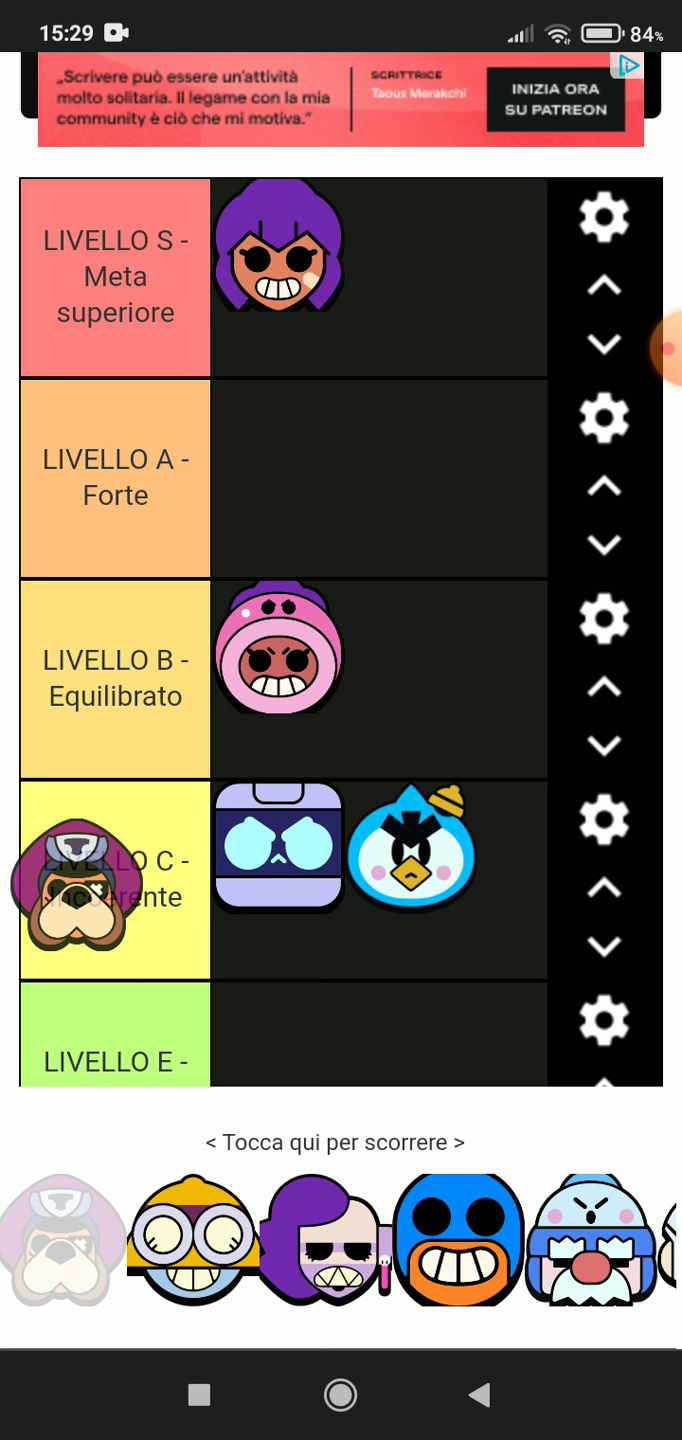 15:29
84%
„Scrivere può essere un'attività
molto solitaria. Il legame con la mia
community è ciò che mi motiva.“
SCRITTRICE
Taous Merakchi
INIZIA ORA
SU PATREON
LIVELLO S -
Meta
superiore
LIVELLO A -
Forte
LIVELLO B -
Equilibrato
LIVELLO C -
Incoerente
LIVELLO E -
< Tocca qui per scorrere >